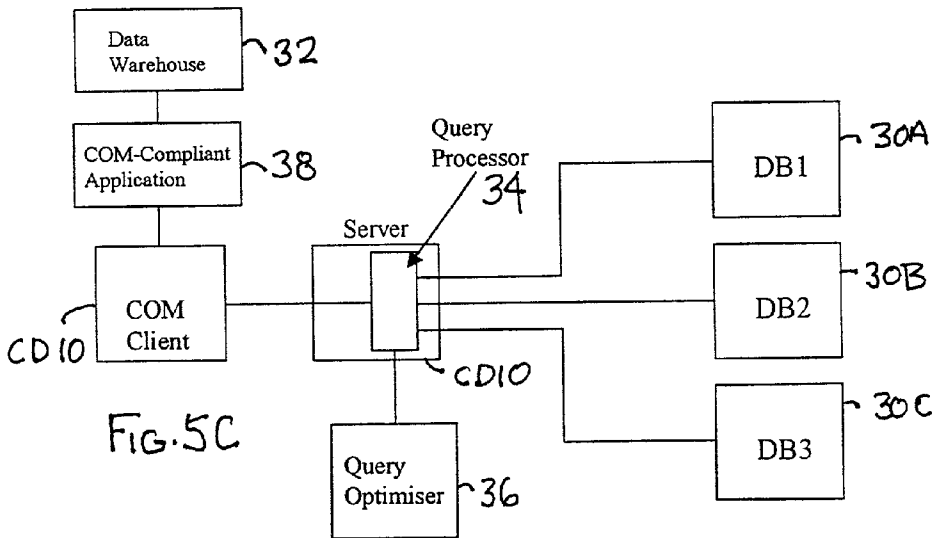 Data
Warehouse
32
COM-Compliant
Application
38
Query
Processor
34
Server
COM
Client
CD10
CD10
Query
Optimiser
36
DB1
30A
DB2
30B
DB3
30C
FIG.5C